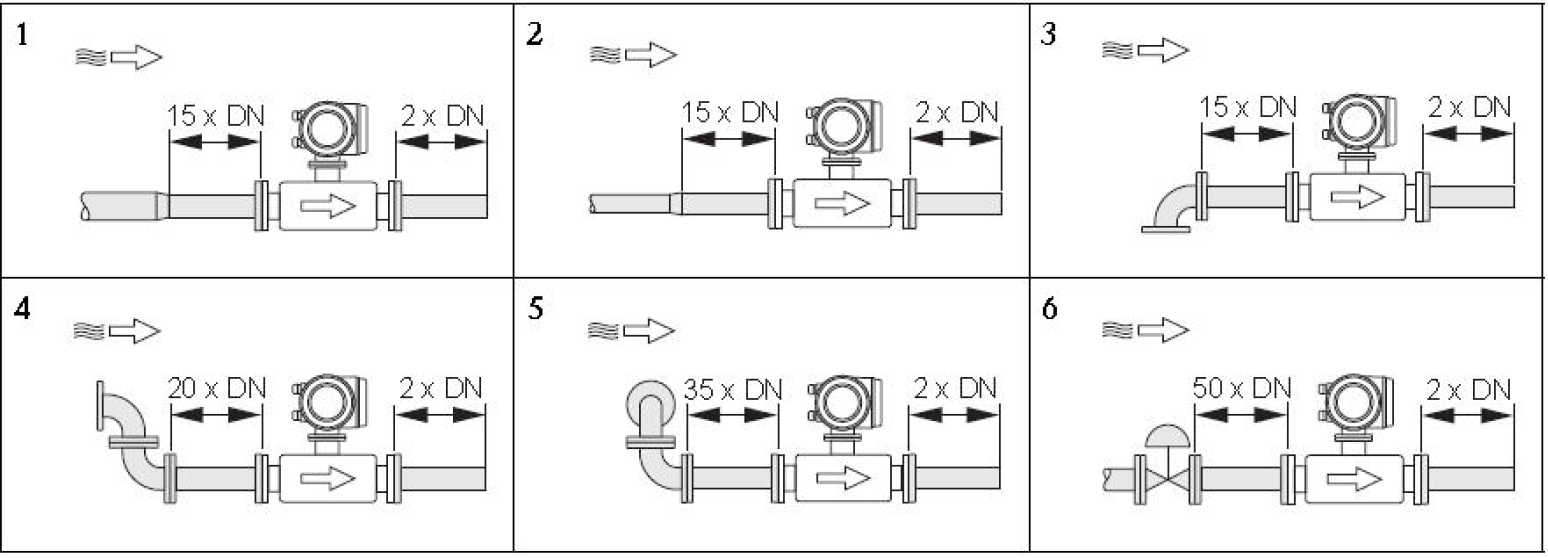 1
15 x DN
2 x DN
2
15 x DN
2 x DN
3
15 x DN
2 x DN
4
20 x DN
2 x DN
5
35 x DN
2 x DN
6
50 x DN
2 x DN